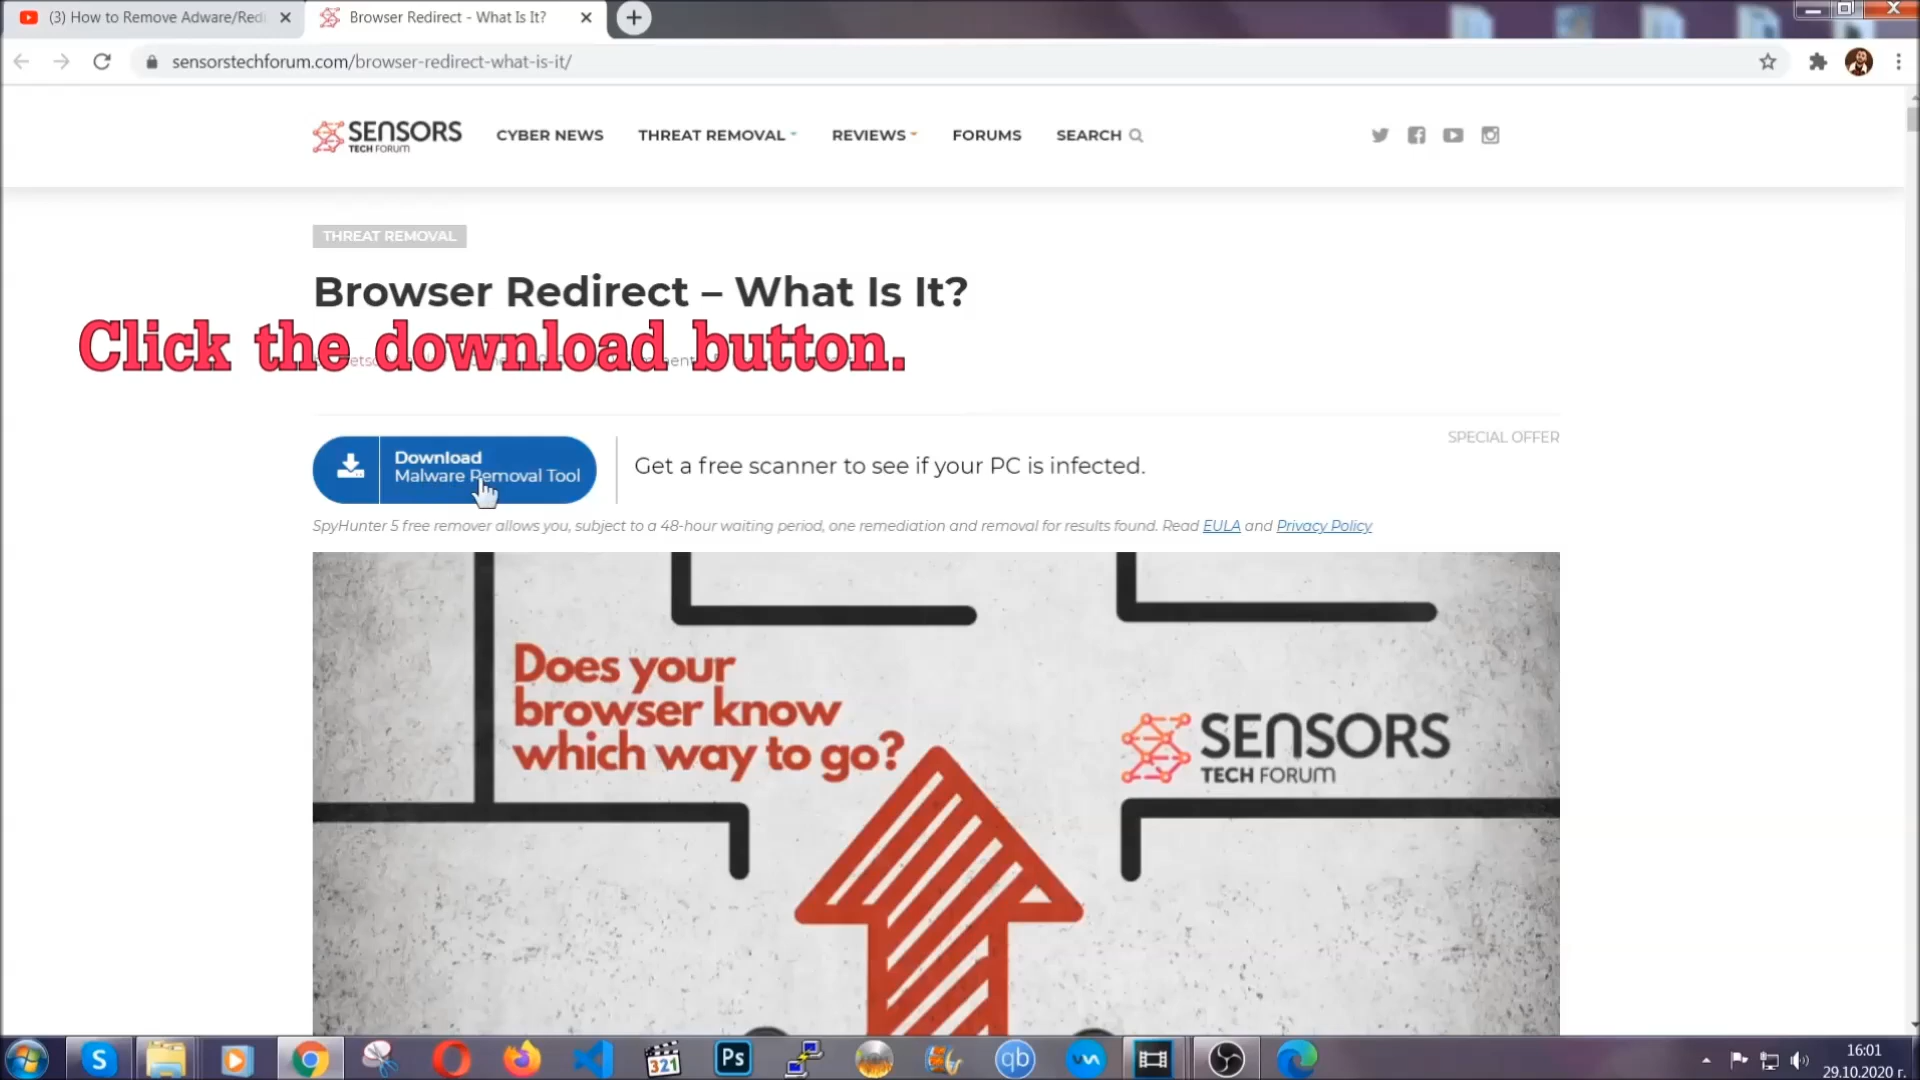 (3) How to Remove Adware/Redi
Browser Redirect - What Is It?
sensorstechforum.com/browser-redirect-what-is-it/
SENSORS
TECH FORUM
CYBER NEWS
THREAT REMOVAL
REVIEWS
FORUMS
SEARCH
THREAT REMOVAL
Browser Redirect – What Is It?
Click the download button.
SPECIAL OFFER
Download
Malware Removal Tool
Get a free scanner to see if your PC is infected.
SpyHunter 5 free remover allows you, subject to a 48-hour waiting period, one remediation and removal for results found. Read EULA and Privacy Policy
Does your
browser know
which way to go?
SENSORS
TECH FORUM
321
Ps
qb
16:01
29.10.2020 г.